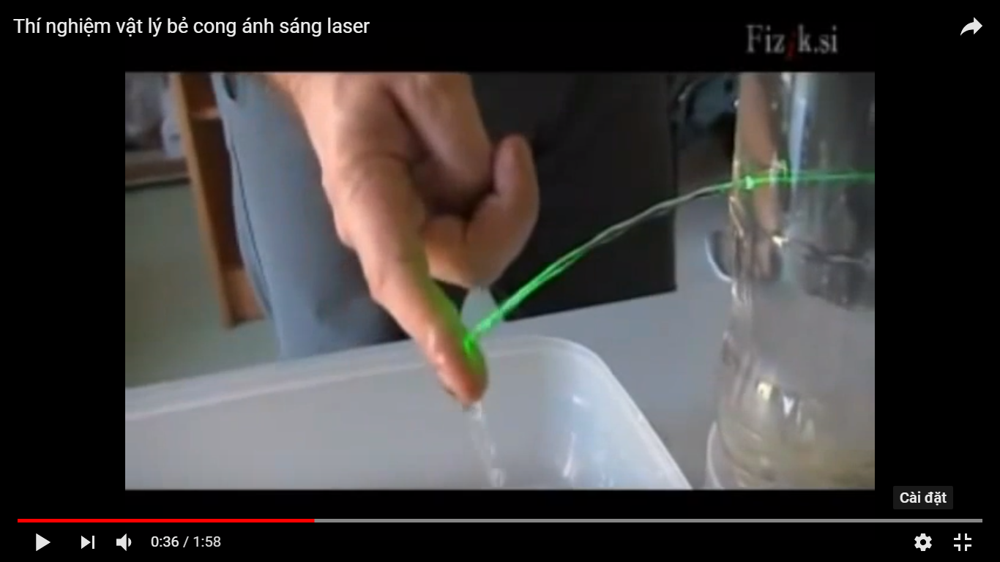 Thí nghiệm vật lý bẻ cong ánh sáng laser
Fizik.si
Cài đặt
0:36 / 1:58